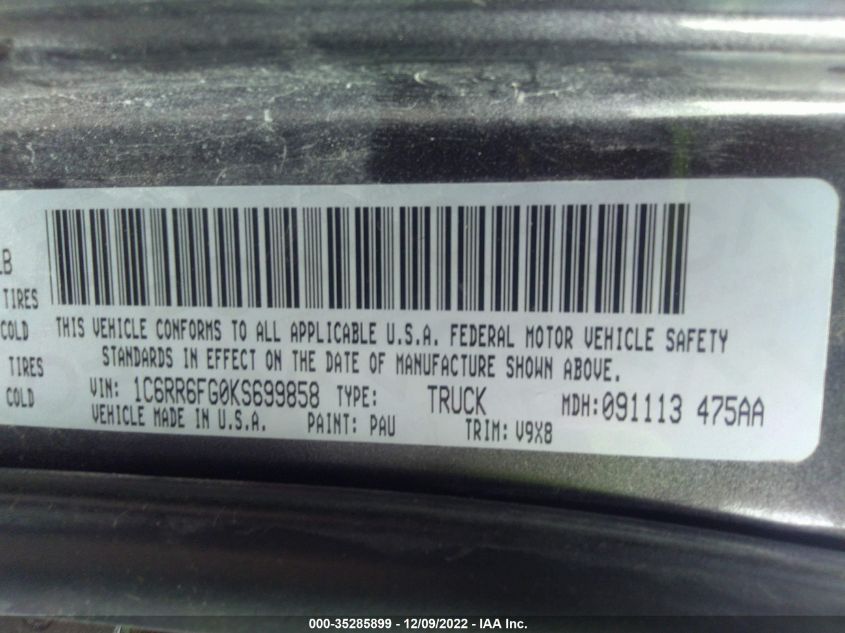 LB
TIRES
COLD
TIRES
COLD
THIS VEHICLE CONFORMS TO ALL APPLICABLE U.S.A. FEDERAL MOTOR VEHICLE SAFETY
STANDARDS IN EFFECT ON THE DATE OF MANUFACTURE SHOWN ABOVE.
VIN: 1C6RR6FG0KS699858 TYPE: TRUCK MDH:091113 475AA
VEHICLE MADE IN U.S.A. PAINT: PAU TRIM: V9X8
000-35285899 - 12/09/2022 - IAA Inc.